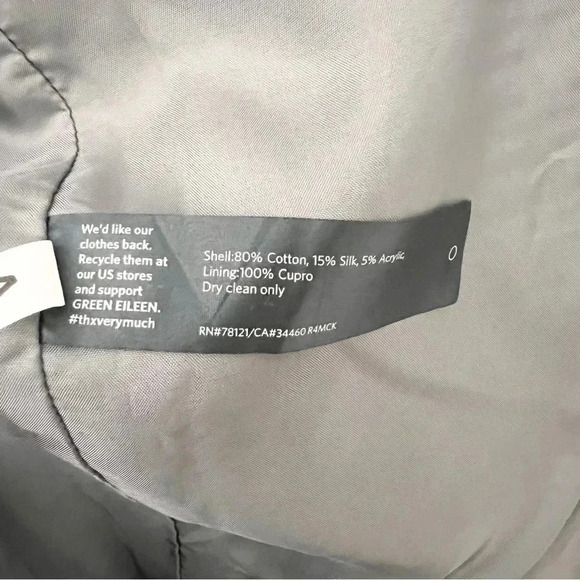 We'd like our
clothes back.
Recycle them at
our US stores
and support
GREEN EILEEN.
#thxverymuch
Shell:80% Cotton, 15% Silk, 5% Acrylic
Lining:100% Cupro
Dry clean only
RN#78121/CA#34460 R4MCK
O